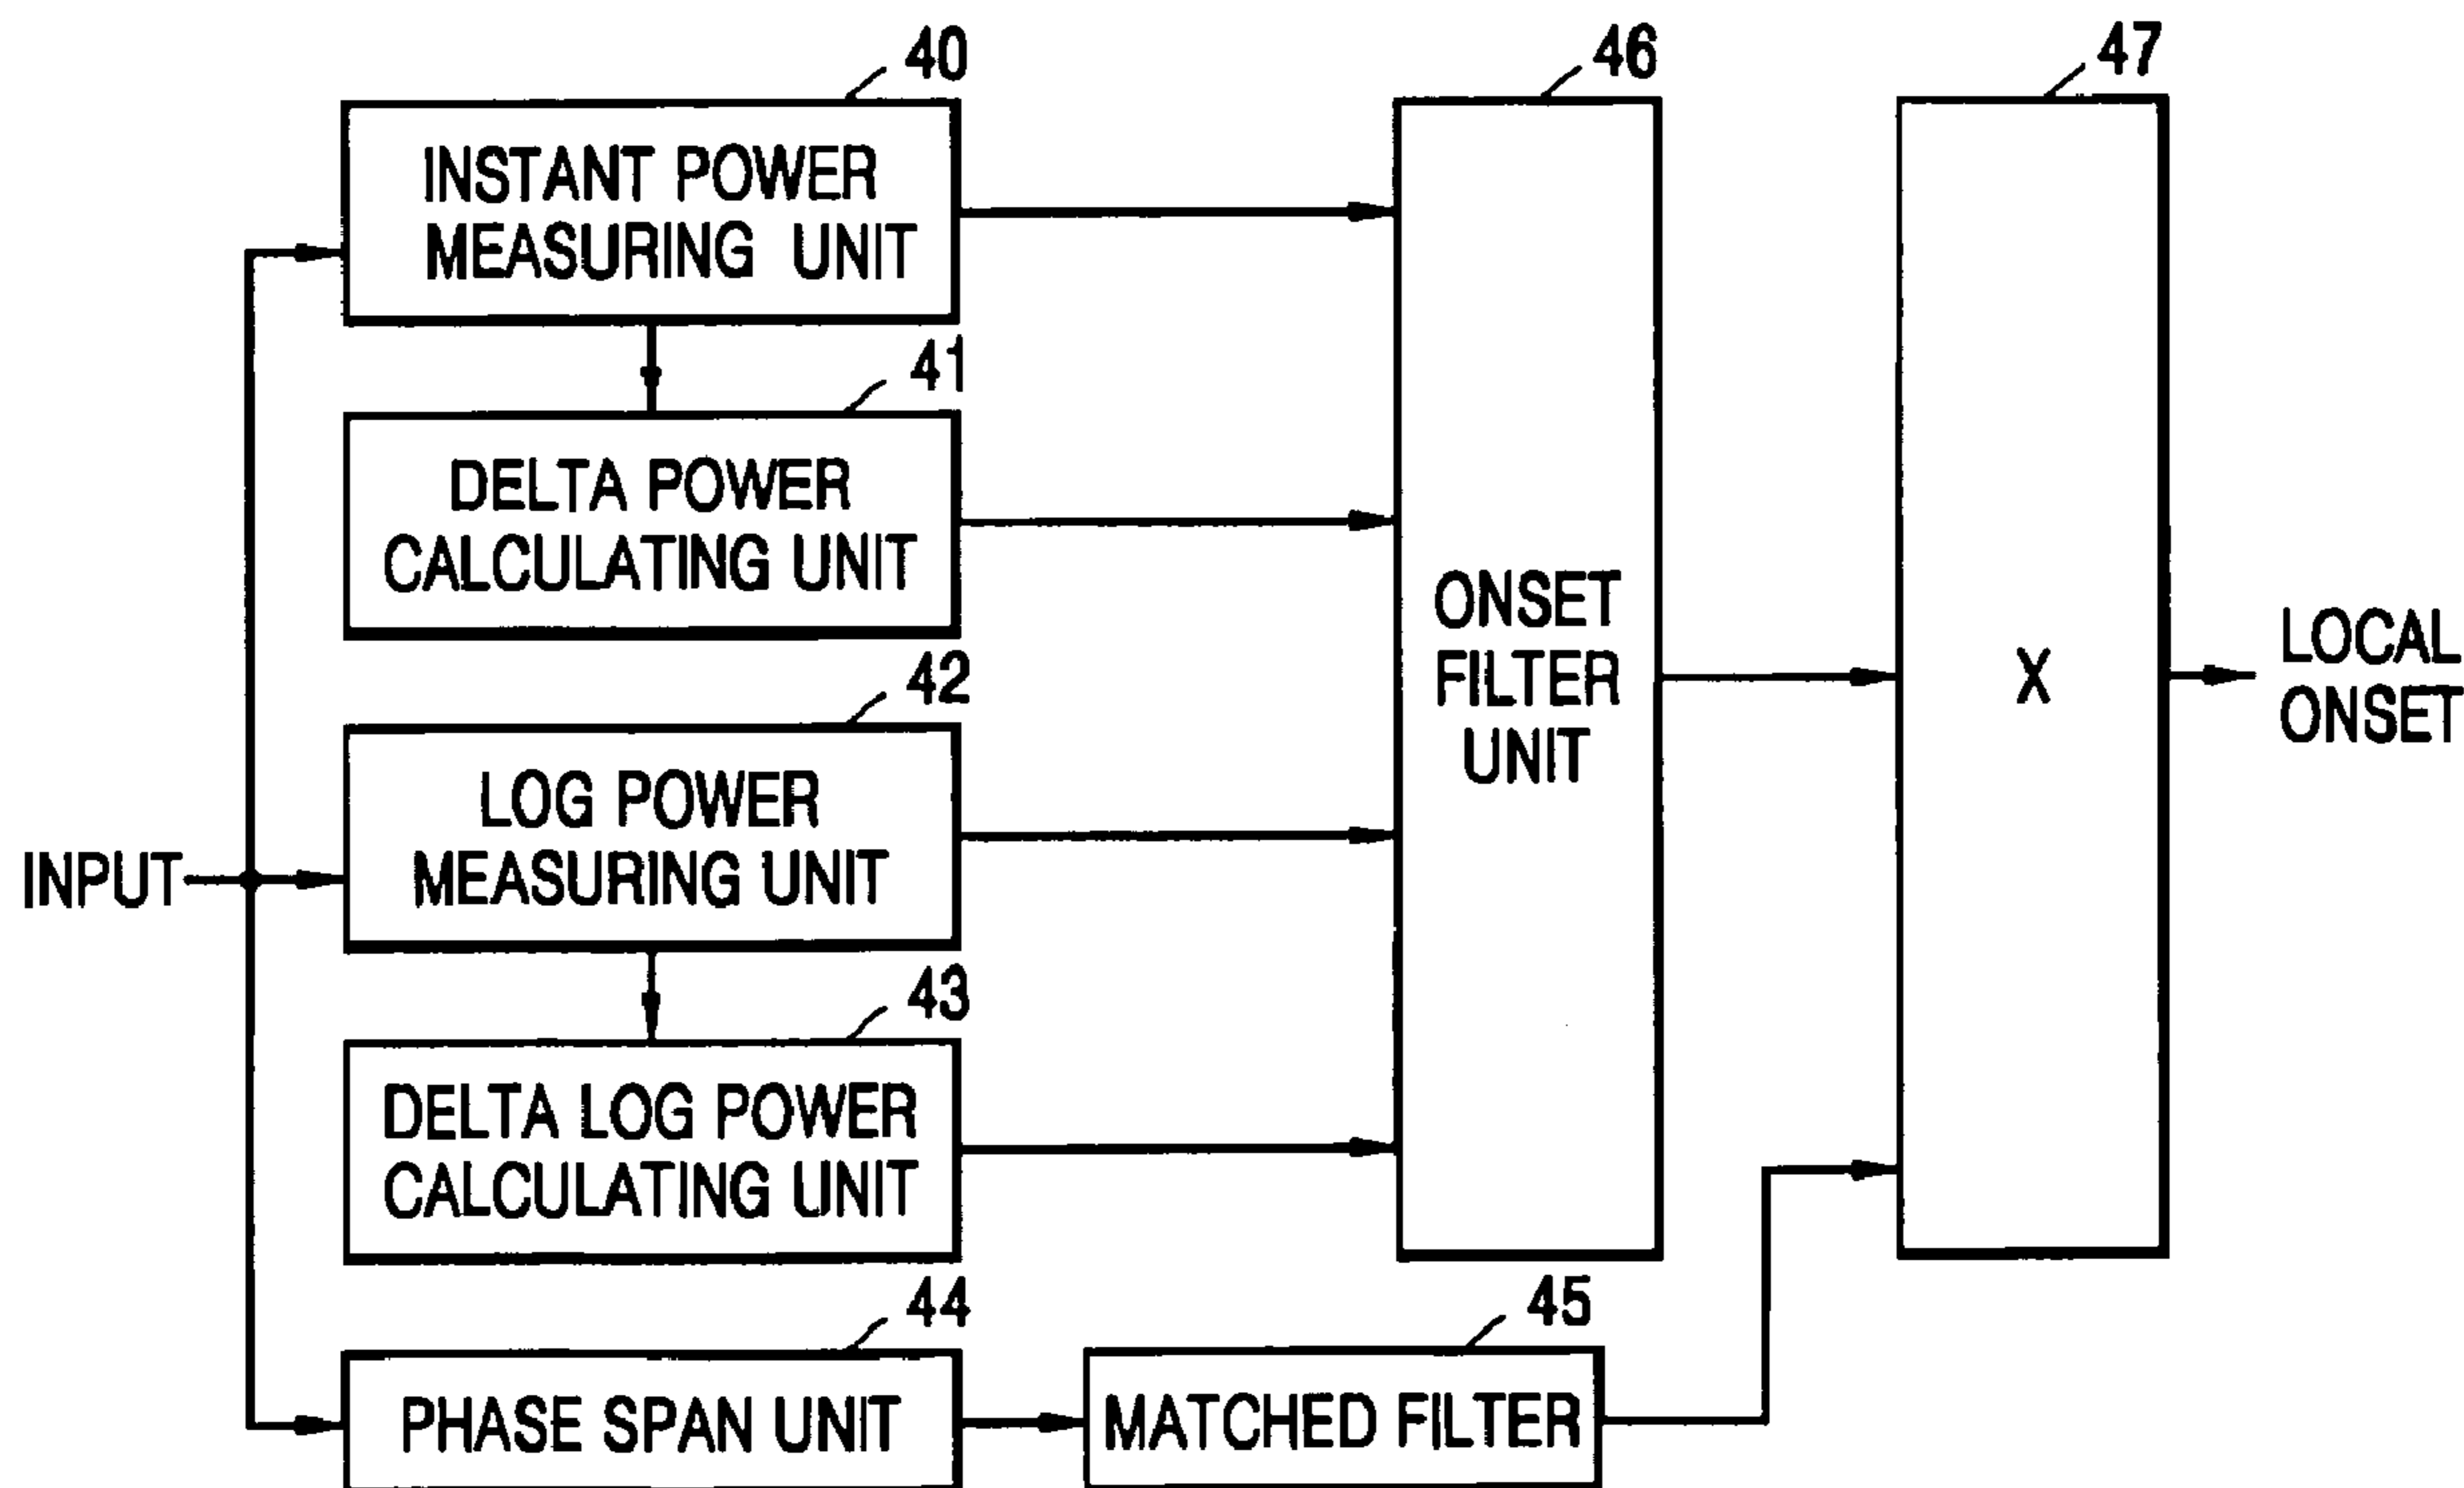 40
INSTANT POWER
MEASURING UNIT
41
DELTA POWER
CALCULATING UNIT
42
LOG POWER
MEASURING UNIT
43
DELTA LOG POWER
CALCULATING UNIT
44
PHASE SPAN UNIT
45
MATCHED FILTER
46
ONSET
FILTER
UNIT
47
X
INPUT
LOCAL
ONSET